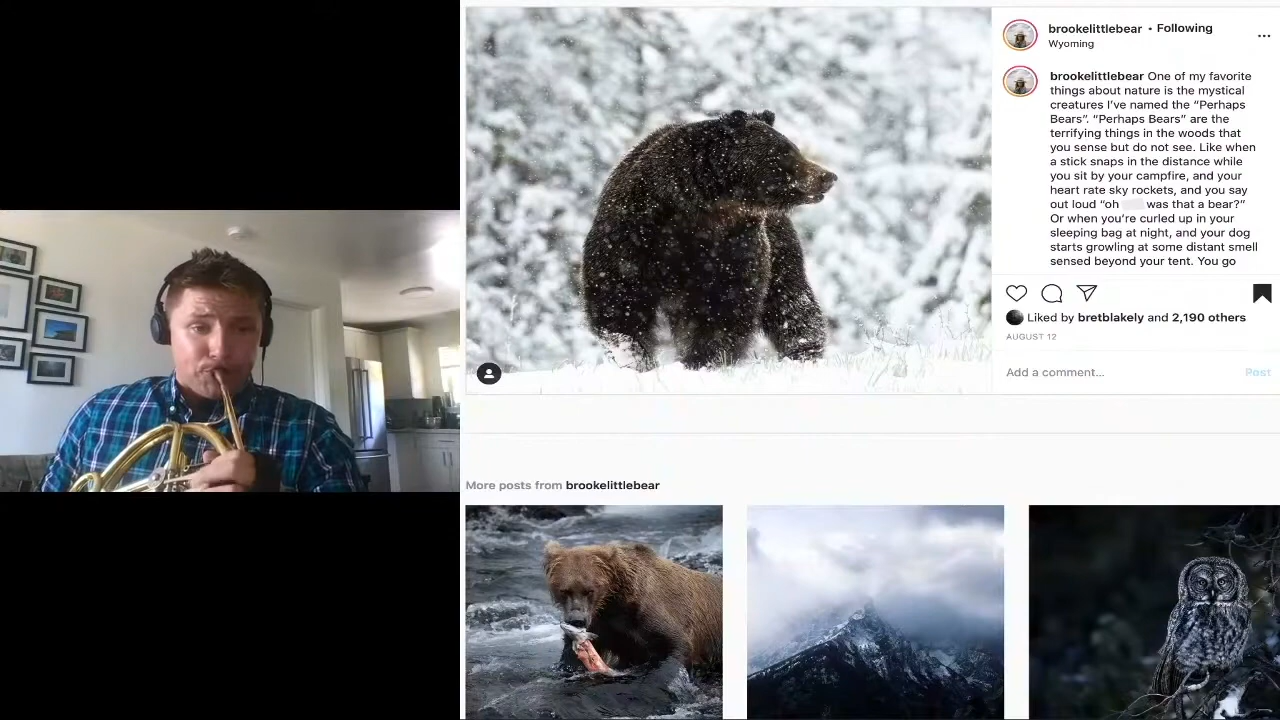 brookelittlebear • Following
Wyoming
brookelittlebear One of my favorite
things about nature is the mystical
creatures I've named the “Perhaps
Bears”. “Perhaps Bears” are the
terrifying things in the woods that
you sense but do not see. Like when
a stick snaps in the distance while
you sit by your campfire, and your
heart rate sky rockets, and you say
out loud “oh was that a bear?”
Or when you're curled up in your
sleeping bag at night, and your dog
starts growling at some distant smell
sensed beyond your tent. You go
Liked by bretblakely and 2,190 others
AUGUST 12
Add a comment... Post
More posts from brookelittlebear